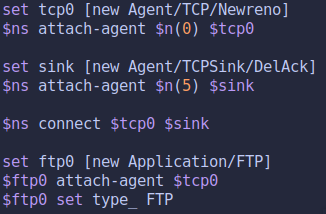 set tcp0 [new Agent/TCP/Newreno]
$ns attach-agent $n(0) $tcp0
set sink [new Agent/TCPSink/DelAck]
$ns attach-agent $n(5) $sink
$ns connect $tcp0 $sink
set ftp0 [new Application/FTP]
$ftp0 attach-agent $tcp0
$ftp0 set type_ FTP